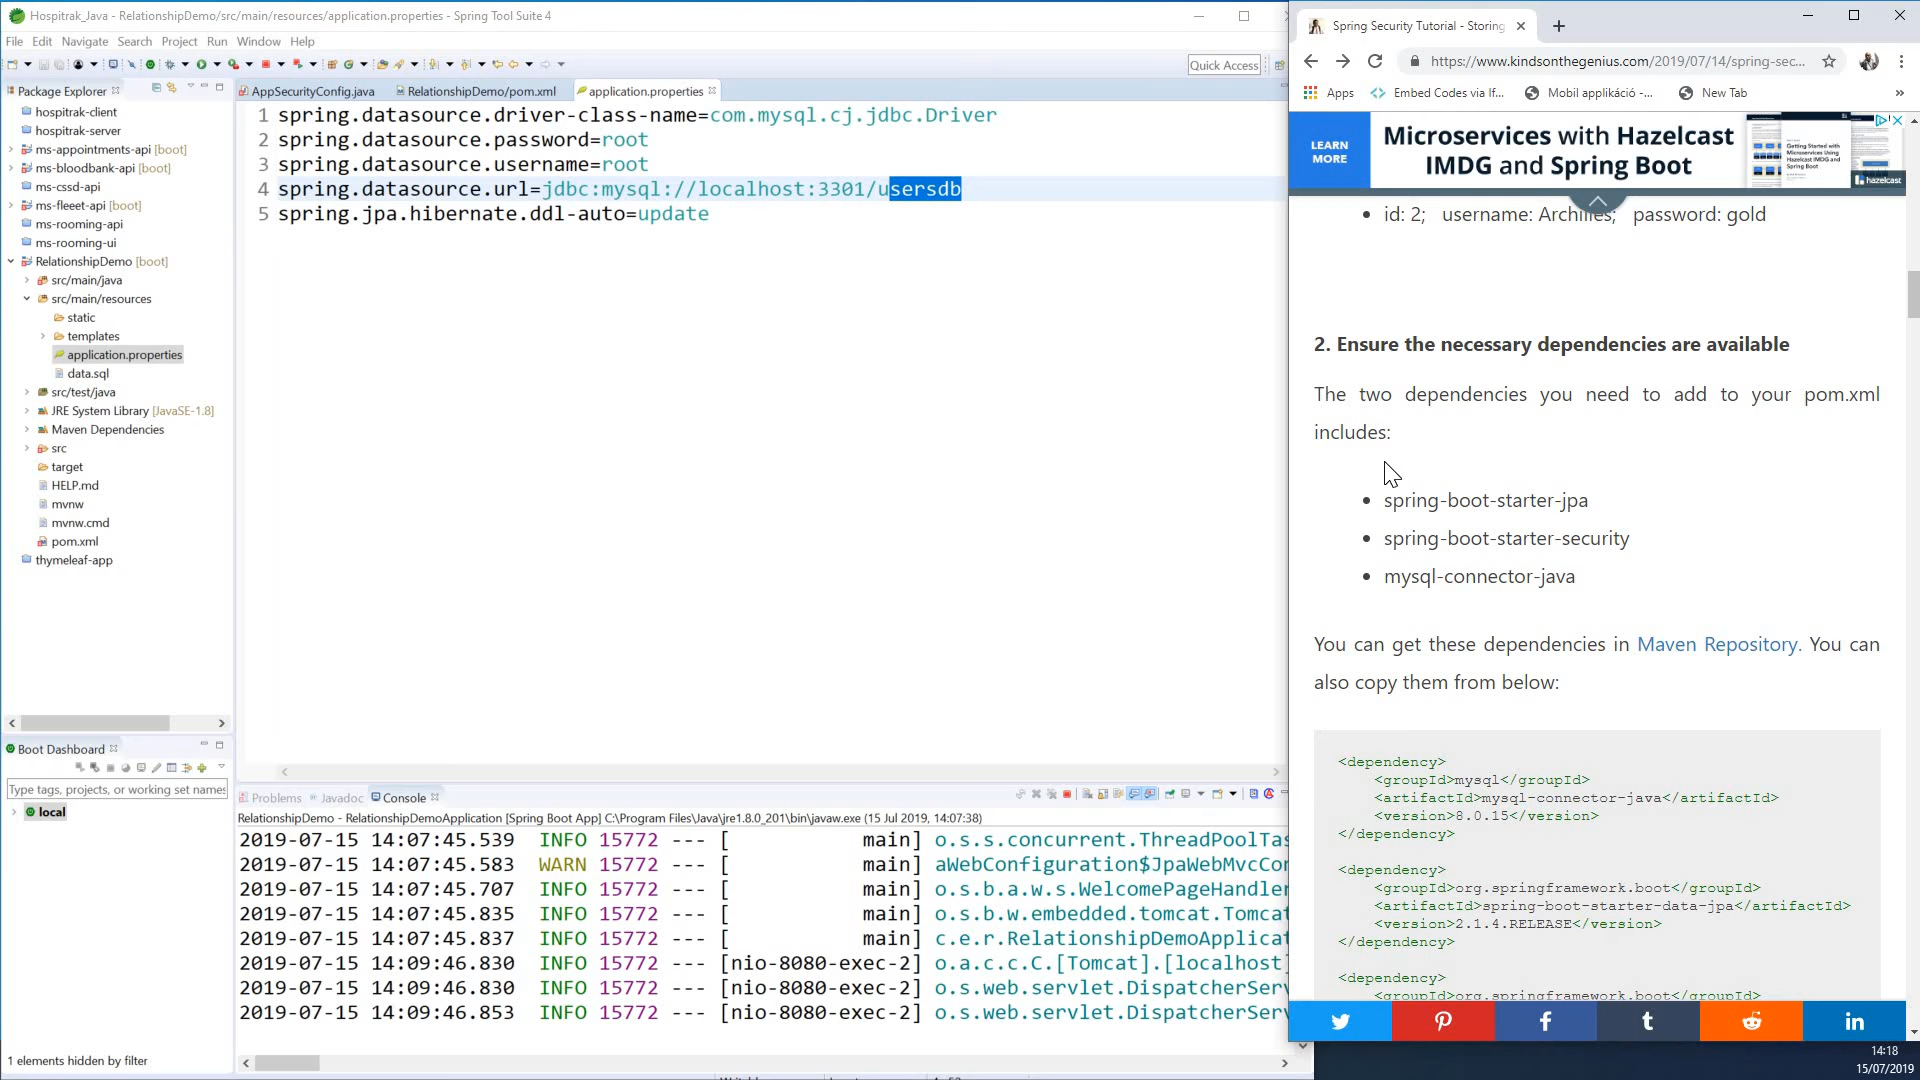 Hospitrak_Java - RelationshipDemo/src/main/resources/application.properties - Spring Tool Suite 4
File Edit Navigate Search Project Run Window Help
Quick Access
Package Explorer
hospitrak-client
hospitrak-server
ms-appointments-api [boot]
ms-bloodbank-api [boot]
ms-cssd-api
ms-fleeet-api [boot]
ms-rooming-api
ms-rooming-ui
RelationshipDemo [boot]
src/main/java
src/main/resources
static
templates
application.properties
data.sql
src/test/java
JRE System Library [JavaSE-1.8]
Maven Dependencies
src
target
HELP.md
mvnw
mvnw.cmd
pom.xml
thymeleaf-app
Boot Dashboard
Type tags, projects, or working set names
local
1 elements hidden by filter
AppSecurityConfig.java RelationshipDemo/pom.xml application.properties
1 spring.datasource.driver-class-name=com.mysql.cj.jdbc.Driver
2 spring.datasource.password=root
3 spring.datasource.username=root
4 spring.datasource.url=jdbc:mysql://localhost:3301/usersdb
5 spring.jpa.hibernate.ddl-auto=update
Problems Javadoc Console
RelationshipDemo - RelationshipDemoApplication [Spring Boot App] C:\Program Files\Java\jre1.8.0_201\bin\javaw.exe (15 Jul 2019, 14:07:38)
2019-07-15 14:07:45.539 INFO 15772 --- [ main] o.s.s.concurrent.ThreadPoolTas
2019-07-15 14:07:45.583 WARN 15772 --- [ main] aWebConfiguration$JpaWebMvcCon
2019-07-15 14:07:45.707 INFO 15772 --- [ main] o.s.b.a.w.s.WelcomePageHandler
2019-07-15 14:07:45.835 INFO 15772 --- [ main] o.s.b.w.embedded.tomcat.Tomcat
2019-07-15 14:07:45.837 INFO 15772 --- [ main] c.e.r.RelationshipDemoApplicat
2019-07-15 14:09:46.830 INFO 15772 --- [nio-8080-exec-2] o.a.c.c.C.[Tomcat].[localhost]
2019-07-15 14:09:46.830 INFO 15772 --- [nio-8080-exec-2] o.s.web.servlet.DispatcherServ
2019-07-15 14:09:46.853 INFO 15772 --- [nio-8080-exec-2] o.s.web.servlet.DispatcherServ
Spring Security Tutorial - Storing
https://www.kindsonthegenius.com/2019/07/14/spring-sec...
Apps Embed Codes via If... Mobil applikáció -... New Tab
LEARN MORE
Microservices with Hazelcast
IMDG and Spring Boot
hazelcast
id: 2; username: Archilles; password: gold
2. Ensure the necessary dependencies are available
The two dependencies you need to add to your pom.xml
includes:
spring-boot-starter-jpa
spring-boot-starter-security
mysql-connector-java
You can get these dependencies in Maven Repository. You can
also copy them from below:
<dependency>
<groupId>mysql</groupId>
<artifactId>mysql-connector-java</artifactId>
<version>8.0.15</version>
</dependency>
<dependency>
<groupId>org.springframework.boot</groupId>
<artifactId>spring-boot-starter-data-jpa</artifactId>
<version>2.1.4.RELEASE</version>
</dependency>
<dependency>
<groupId>org.springframework.boot</groupId>
14:18
15/07/2019